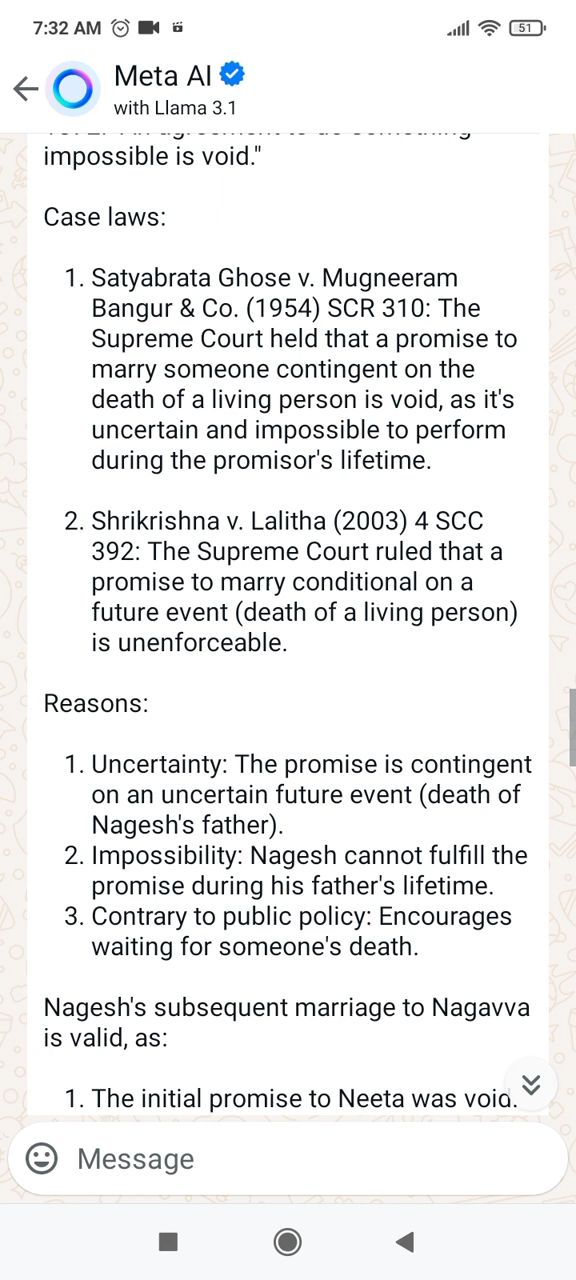 7:32 AM
51
Meta AI
with Llama 3.1
impossible is void."
Case laws:
1. Satyabrata Ghose v. Mugneeram
Bangur & Co. (1954) SCR 310: The
Supreme Court held that a promise to
marry someone contingent on the
death of a living person is void, as it's
uncertain and impossible to perform
during the promisor's lifetime.
2. Shrikrishna v. Lalitha (2003) 4 SCC
392: The Supreme Court ruled that a
promise to marry conditional on a
future event (death of a living person)
is unenforceable.
Reasons:
1. Uncertainty: The promise is contingent
on an uncertain future event (death of
Nagesh's father).
2. Impossibility: Nagesh cannot fulfill the
promise during his father's lifetime.
3. Contrary to public policy: Encourages
waiting for someone's death.
Nagesh's subsequent marriage to Nagavva
is valid, as:
1. The initial promise to Neeta was void.
Message